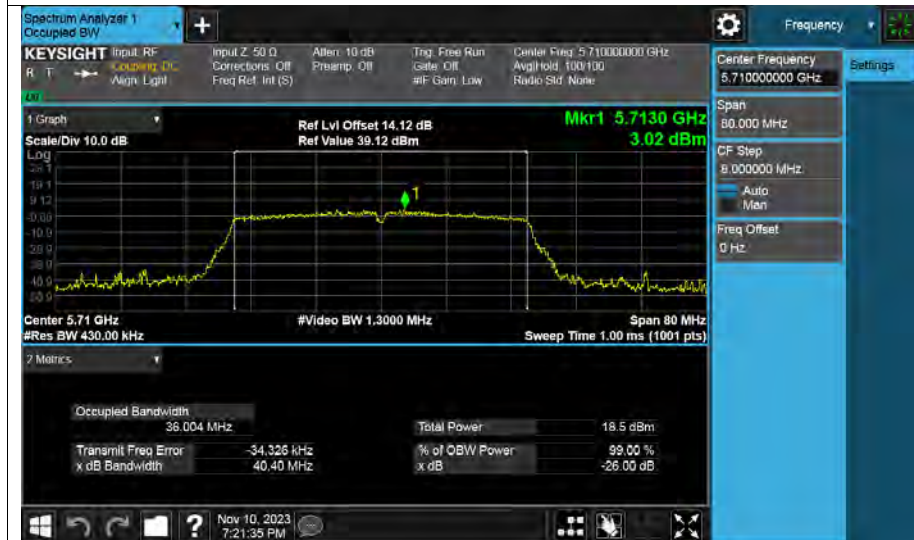 Spectrum Analyzer 1
Occupied BW
+
Frequency
KEYSIGHT Input: RF
Coupling: DC
Align: Light
R T
Input Z: 50 Ω
Corrections: Off
Freq Ref: Int (S)
Atten: 10 dB
Preamp: Off
Trig: Free Run
Gate: Off
#IF Gain: Low
Center Freq: 5.710000000 GHz
Avg|Hold: 100/100
Radio Std: None
Center Frequency
5.710000000 GHz
Settings
Span
80.000 MHz
CF Step
8.000000 MHz
Auto
Man
Freq Offset
0 Hz
1 Graph
Scale/Div 10.0 dB
Ref Lvl Offset 14.12 dB
Ref Value 39.12 dBm
Mkr1 5.7130 GHz
3.02 dBm
Log
29.1
19.1
9.12
1
Center 5.71 GHz
#Video BW 1.3000 MHz
Span 80 MHz
#Res BW 430.00 kHz
Sweep Time 1.00 ms (1001 pts)
2 Metrics
Occupied Bandwidth
36.004 MHz
Total Power 18.5 dBm
Transmit Freq Error -34.326 kHz
% of OBW Power 99.00 %
x dB Bandwidth 40.40 MHz
x dB -26.00 dB
?
Nov 10, 2023
7:21:35 PM